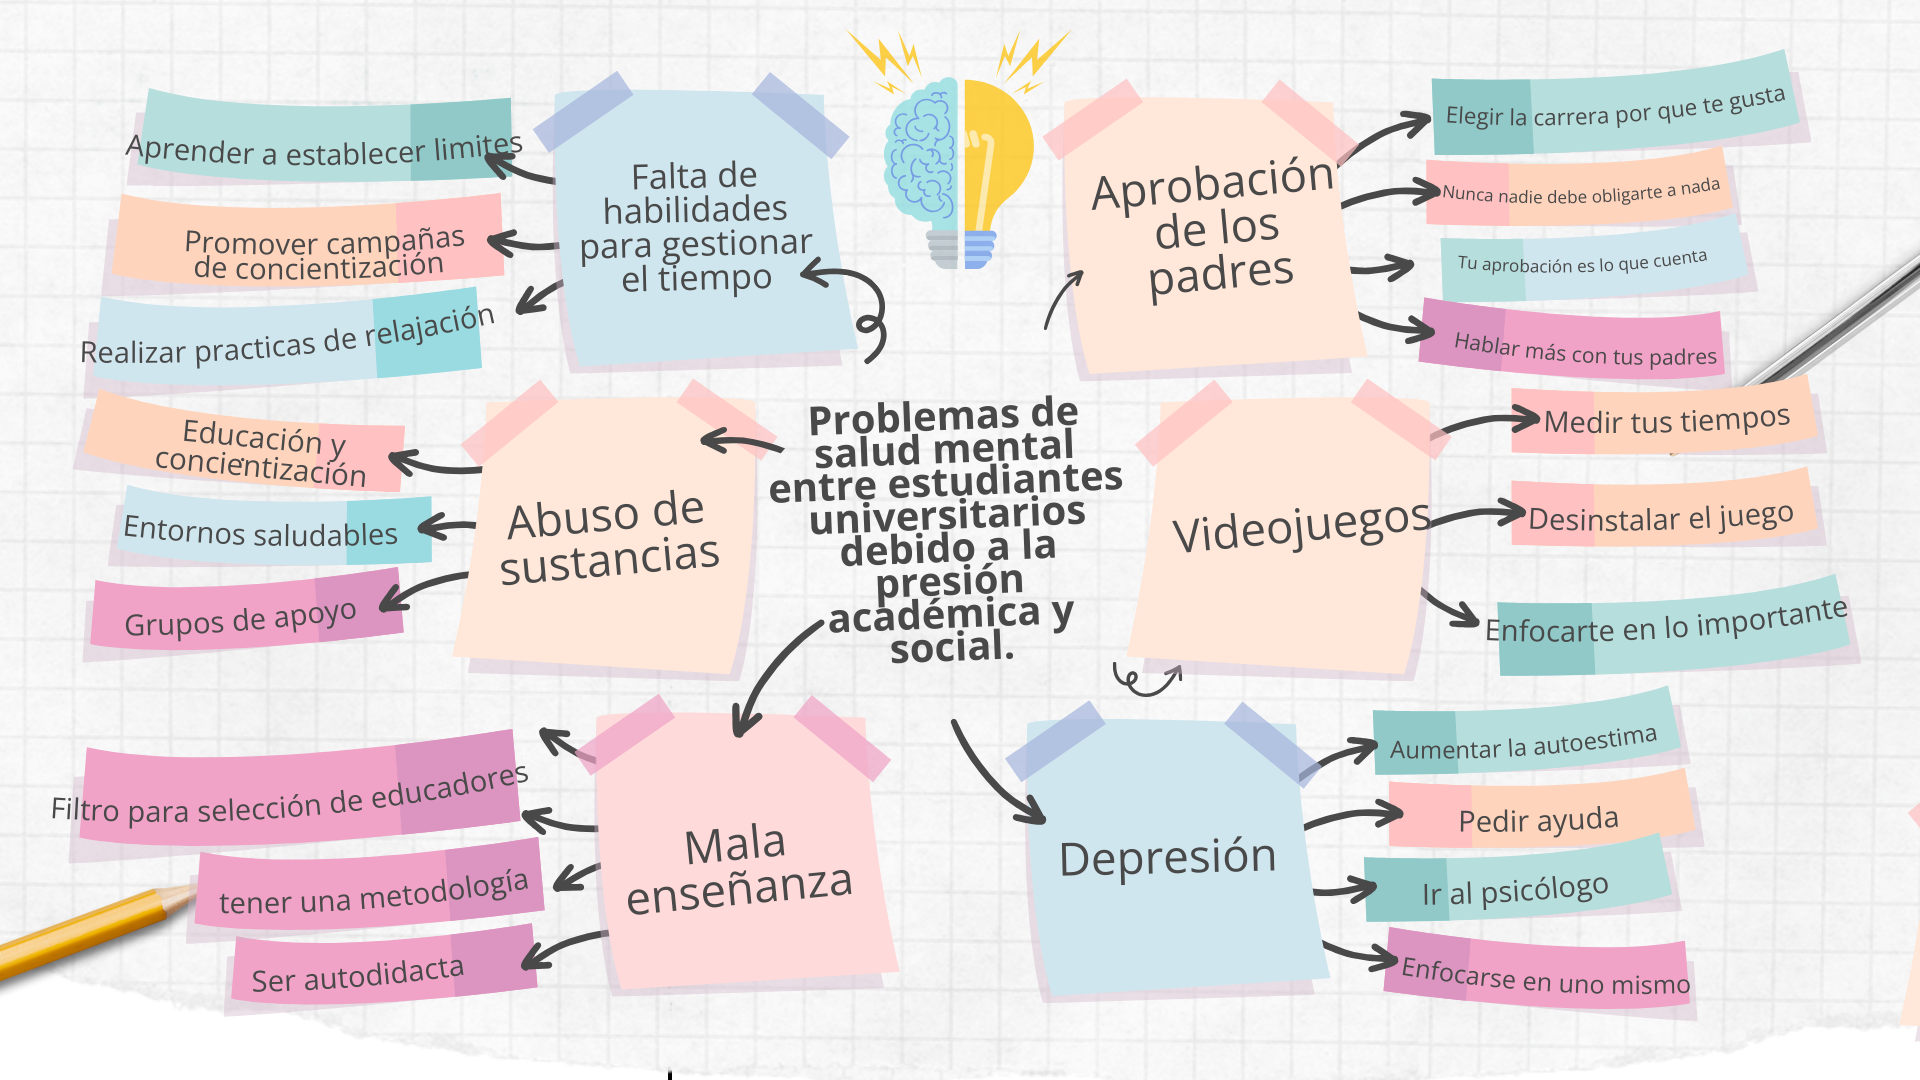 Aprender a establecer limites
Promover campañas
de concientización
Realizar practicas de relajación
Falta de
habilidades
para gestionar
el tiempo
Aprobación
de los
padres
Elegir la carrera por que te gusta
Nunca nadie debe obligarte a nada
Tu aprobación es lo que cuenta
Hablar más con tus padres
Educación y
concientización
Entornos saludables
Grupos de apoyo
Abuso de
sustancias
Problemas de
salud mental
entre estudiantes
universitarios
debido a la
presión
académica y
social.
Videojuegos
Medir tus tiempos
Desinstalar el juego
Enfocarte en lo importante
Filtro para selección de educadores
tener una metodología
Ser autodidacta
Mala
enseñanza
Depresión
Aumentar la autoestima
Pedir ayuda
Ir al psicólogo
Enfocarse en uno mismo